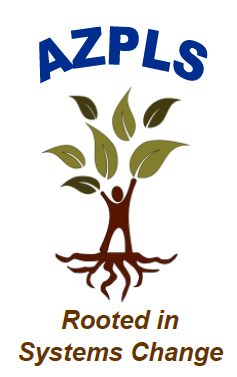 AZPLS
Rooted in
Systems Change